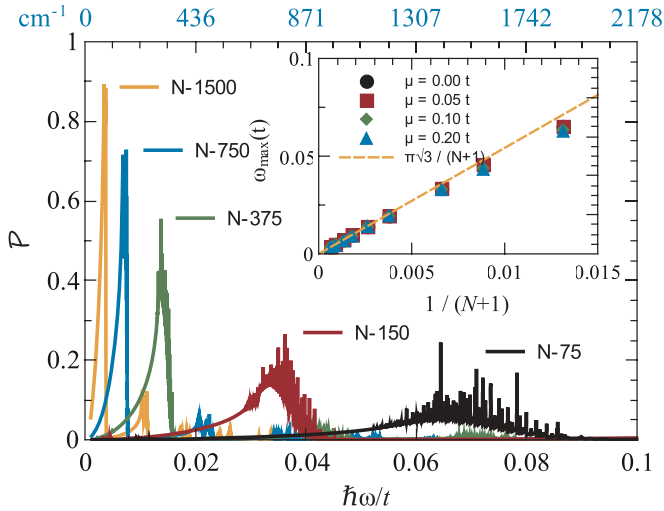 cm⁻¹ 0 436 871 1307 1742 2178
1
0.8
0.6
0.4
0.2
0
𝒫
N-1500
N-750
N-375
N-150
N-75
0.1
0.05
0
ω_max(t)
μ = 0.00 t
μ = 0.05 t
μ = 0.10 t
μ = 0.20 t
π√3 / (N+1)
0 0.005 0.01 0.015
1 / (N+1)
0 0.02 0.04 0.06 0.08 0.1
ℏω/t